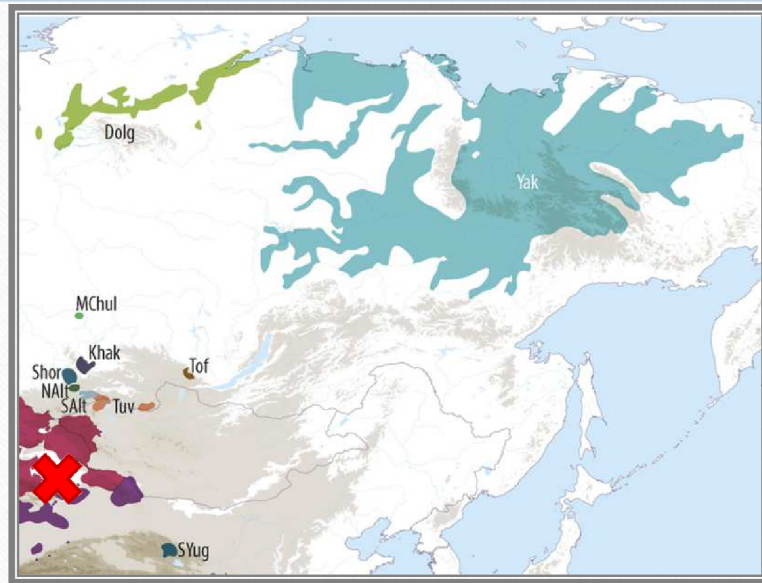 Dolg
Yak
MChul
Khak
Tof
Shor
NAlt
SAlt
Tuv
SYug